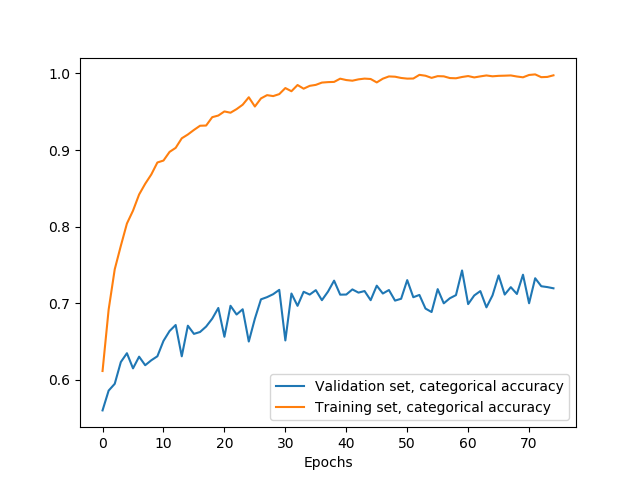 1.0
0.9
0.8
0.7
0.6
Validation set, categorical accuracy
Training set, categorical accuracy
0 10 20 30 40 50 60 70
Epochs